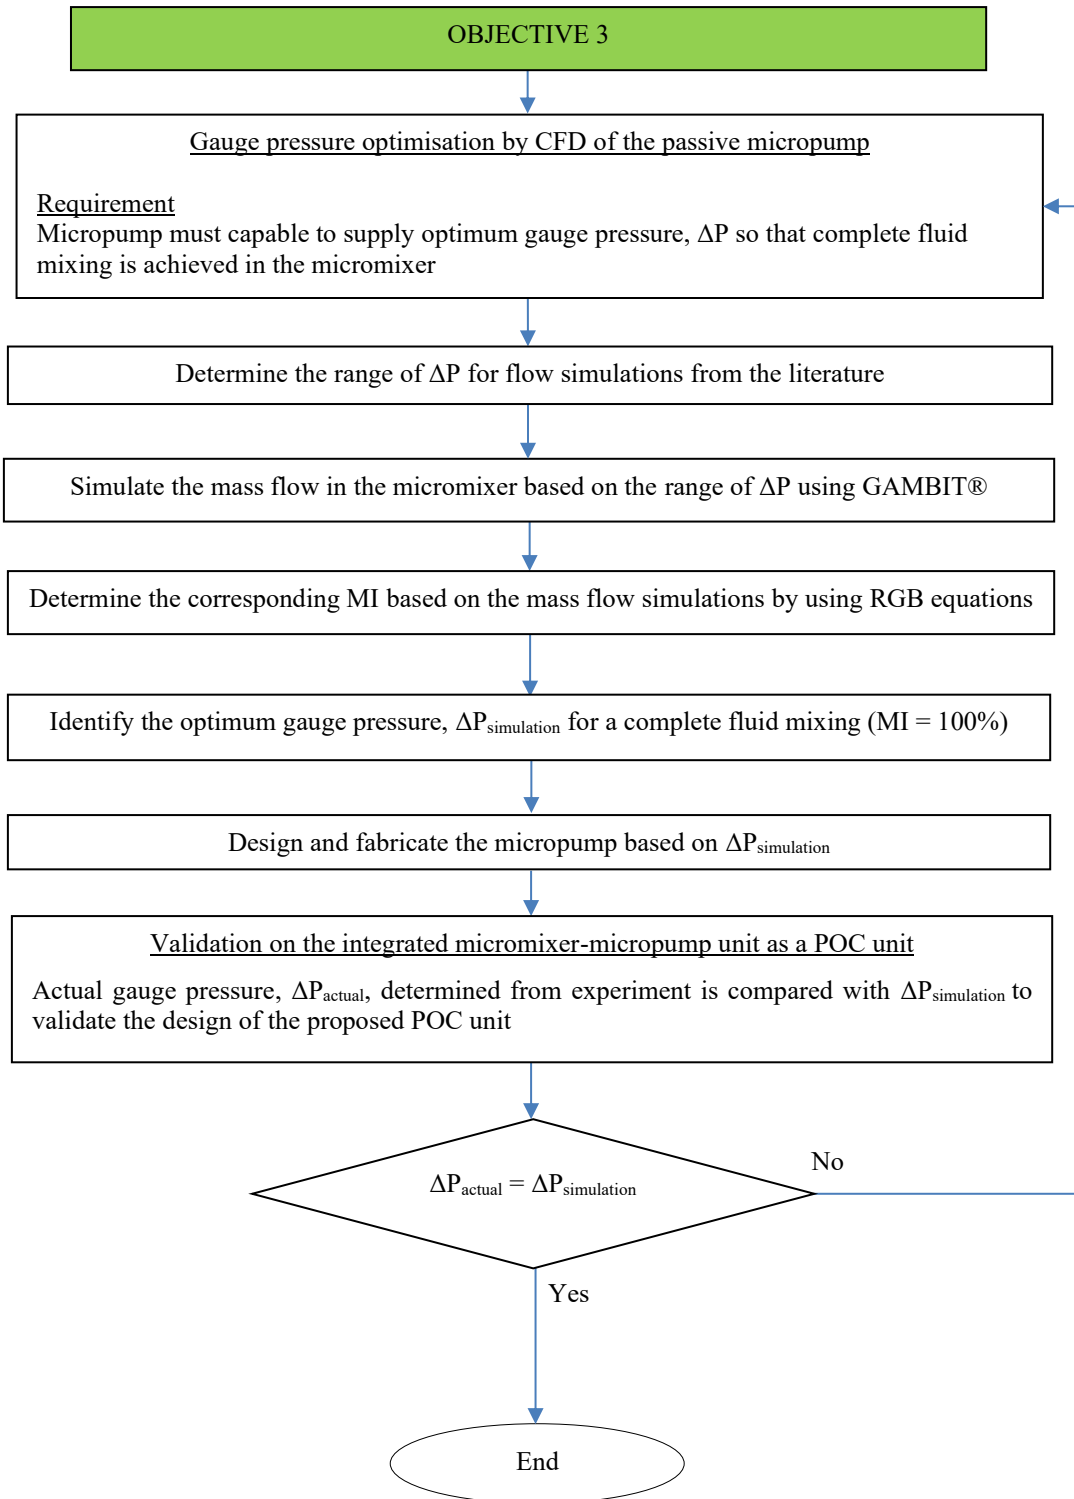 OBJECTIVE 3
Gauge pressure optimisation by CFD of the passive micropump
Requirement
Micropump must capable to supply optimum gauge pressure, ΔP so that complete fluid
mixing is achieved in the micromixer
Determine the range of ΔP for flow simulations from the literature
Simulate the mass flow in the micromixer based on the range of ΔP using GAMBIT®
Determine the corresponding MI based on the mass flow simulations by using RGB equations
Identify the optimum gauge pressure, ΔPsimulation for a complete fluid mixing (MI = 100%)
Design and fabricate the micropump based on ΔPsimulation
Validation on the integrated micromixer-micropump unit as a POC unit
Actual gauge pressure, ΔPactual, determined from experiment is compared with ΔPsimulation to
validate the design of the proposed POC unit
No
ΔPactual = ΔPsimulation
Yes
End